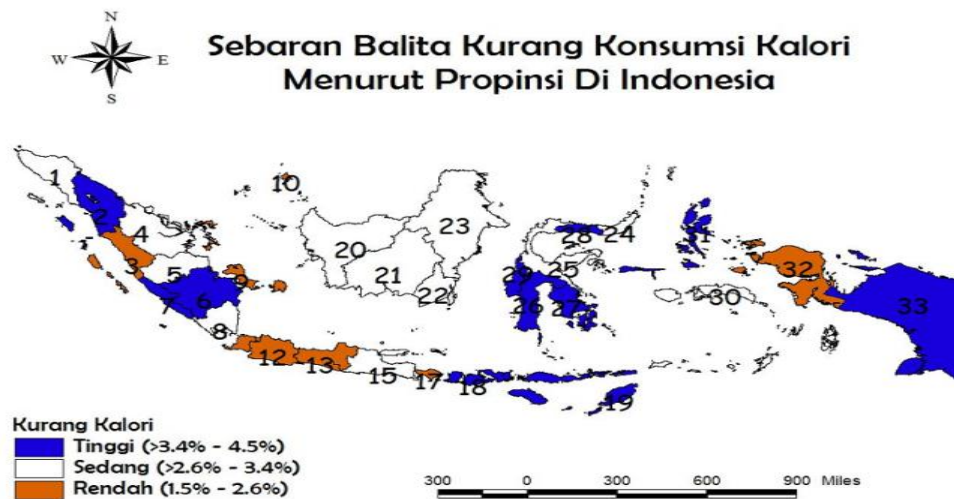 N
W E
S
Sebaran Balita Kurang Konsumsi Kalori
Menurut Propinsi Di Indonesia
1
2
3
4
5
6
7
8
9
10
12
13
15
17
18
19
20
21
22
23
24
25
26
27
28
29
30
32
33
Kurang Kalori
Tinggi (>3.4% - 4.5%)
Sedang (>2.6% - 3.4%)
Rendah (1.5% - 2.6%)
300 0 300 600 900 Miles